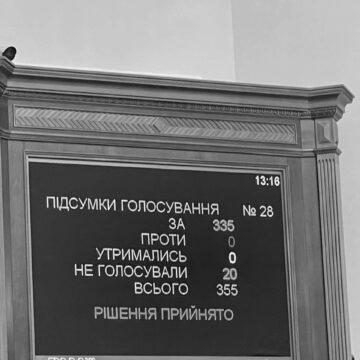 13:16
ПІДСУМКИ ГОЛОСУВАННЯ № 28
ЗА 335
ПРОТИ 0
УТРИМАЛИСЬ 0
НЕ ГОЛОСУВАЛИ 20
ВСЬОГО 355
РІШЕННЯ ПРИЙНЯТО